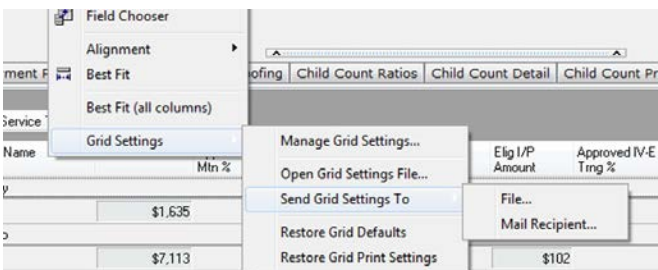 Field Chooser
Alignment
Best Fit
Best Fit (all columns)
Grid Settings
ofing Child Count Ratios Child Count Detail Child Count Pr
ment
Service
Name
Mtn %
Manage Grid Settings...
Open Grid Settings File...
Send Grid Settings To
Restore Grid Defaults
Restore Grid Print Settings
File...
Mail Recipient...
Elig I/P
Amount
Approved IV-E
Trng %
$1,635
$7,113
$102